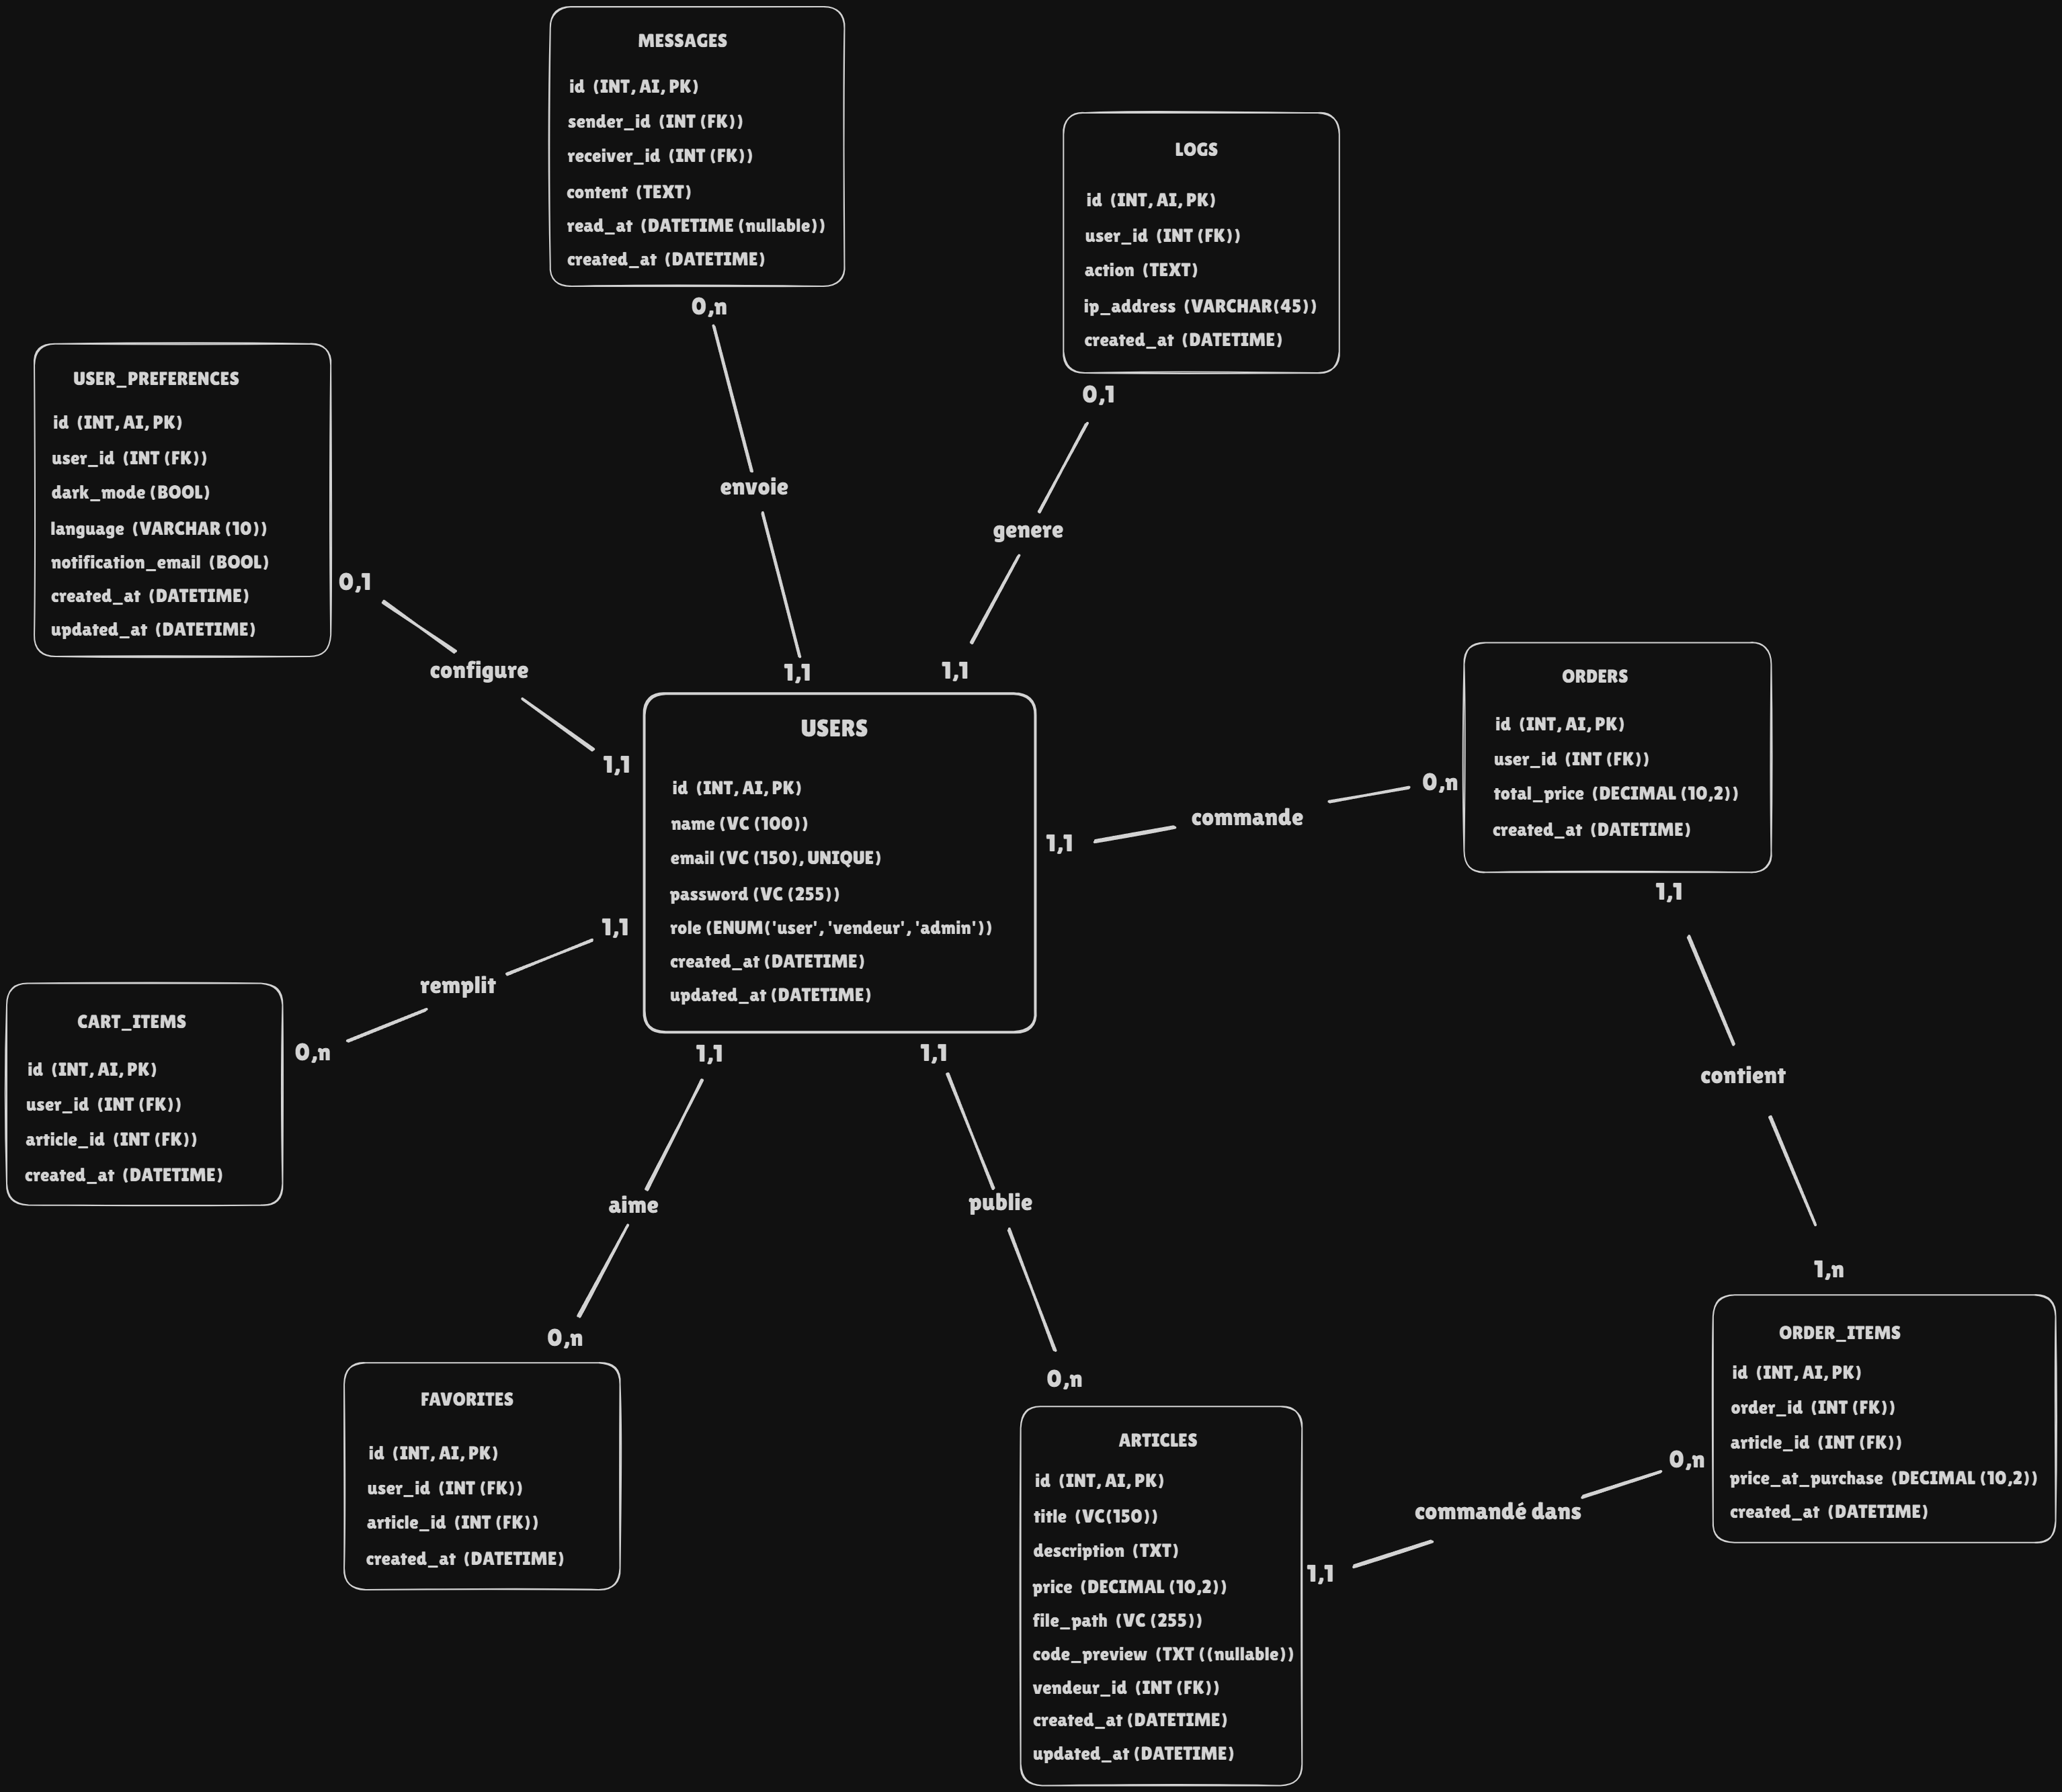 MESSAGES
id (INT, AI, PK)
sender_id (INT (FK))
receiver_id (INT (FK))
content (TEXT)
read_at (DATETIME (nullable))
created_at (DATETIME)
0,n
LOGS
id (INT, AI, PK)
user_id (INT (FK))
action (TEXT)
ip_address (VARCHAR(45))
created_at (DATETIME)
0,1
USER_PREFERENCES
id (INT, AI, PK)
user_id (INT (FK))
dark_mode (BOOL)
language (VARCHAR (10))
notification_email (BOOL)
created_at (DATETIME)
updated_at (DATETIME)
0,1
envoie
genere
configure
1,1
1,1
1,1
USERS
id (INT, AI, PK)
name (VC (100))
email (VC (150), UNIQUE)
password (VC (255))
role (ENUM('user', 'vendeur', 'admin'))
created_at (DATETIME)
updated_at (DATETIME)
1,1
commande
0,n
ORDERS
id (INT, AI, PK)
user_id (INT (FK))
total_price (DECIMAL (10,2))
created_at (DATETIME)
1,1
contient
1,n
1,1
remplit
0,n
CART_ITEMS
id (INT, AI, PK)
user_id (INT (FK))
article_id (INT (FK))
created_at (DATETIME)
1,1
aime
0,n
FAVORITES
id (INT, AI, PK)
user_id (INT (FK))
article_id (INT (FK))
created_at (DATETIME)
1,1
publie
0,n
ARTICLES
id (INT, AI, PK)
title (VC(150))
description (TXT)
price (DECIMAL (10,2))
file_path (VC (255))
code_preview (TXT ((nullable))
vendeur_id (INT (FK))
created_at (DATETIME)
updated_at (DATETIME)
1,1
commandé dans
0,n
ORDER_ITEMS
id (INT, AI, PK)
order_id (INT (FK))
article_id (INT (FK))
price_at_purchase (DECIMAL (10,2))
created_at (DATETIME)